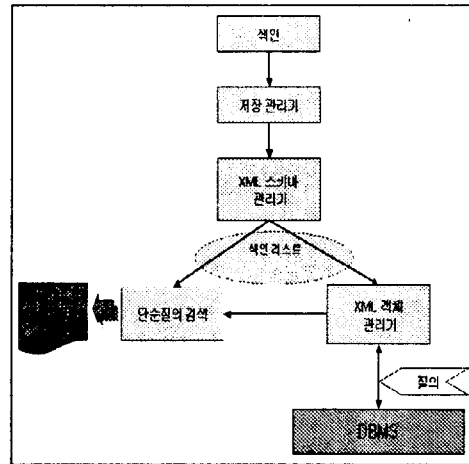 색인
저장 관리기
XML 스키마
관리기
색인 리스트
단순질의 검색
XML 객체
관리기
질의
DBMS